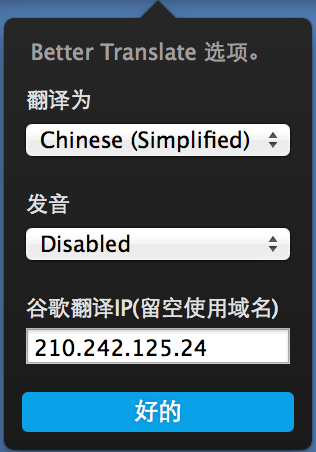 Better Translate 选项。
翻译为
Chinese (Simplified)
发音
Disabled
谷歌翻译IP(留空使用域名)
210.242.125.24
好的